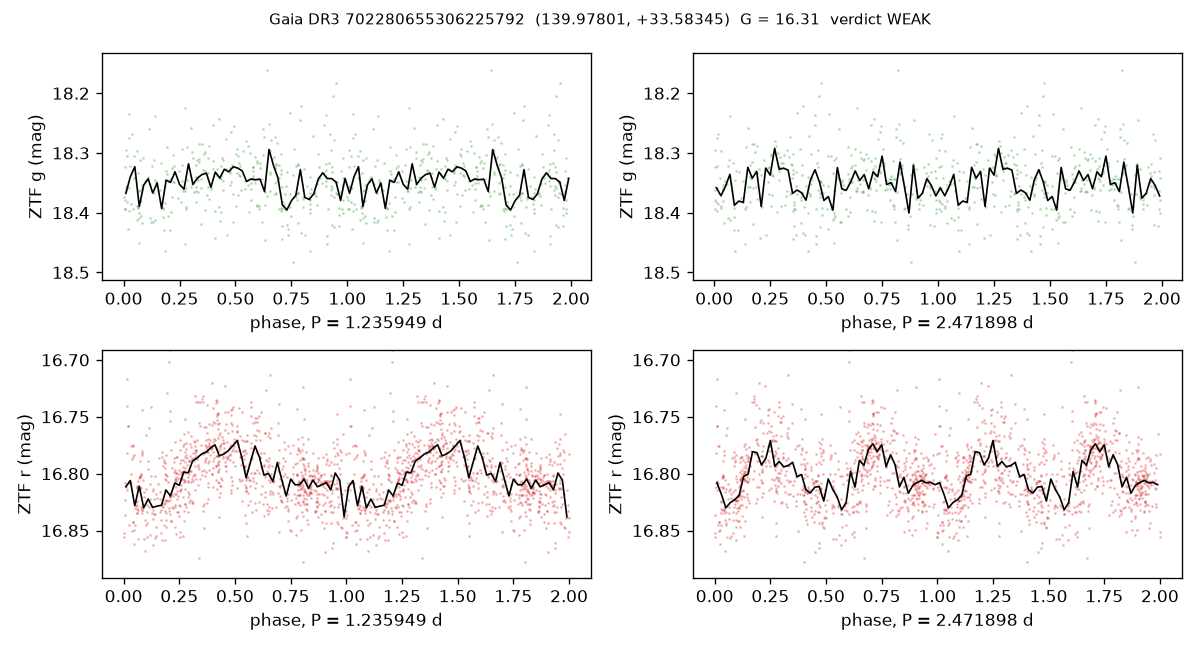 Gaia DR3 702280655306225792 (139.97801, +33.58345) G = 16.31 verdict WEAK
ZTF g (mag)
18.2
18.3
18.4
18.5
0.00 0.25 0.50 0.75 1.00 1.25 1.50 1.75 2.00
phase, P = 1.235949 d
ZTF g (mag)
18.2
18.3
18.4
18.5
0.00 0.25 0.50 0.75 1.00 1.25 1.50 1.75 2.00
phase, P = 2.471898 d
ZTF r (mag)
16.70
16.75
16.80
16.85
0.00 0.25 0.50 0.75 1.00 1.25 1.50 1.75 2.00
phase, P = 1.235949 d
ZTF r (mag)
16.70
16.75
16.80
16.85
0.00 0.25 0.50 0.75 1.00 1.25 1.50 1.75 2.00
phase, P = 2.471898 d